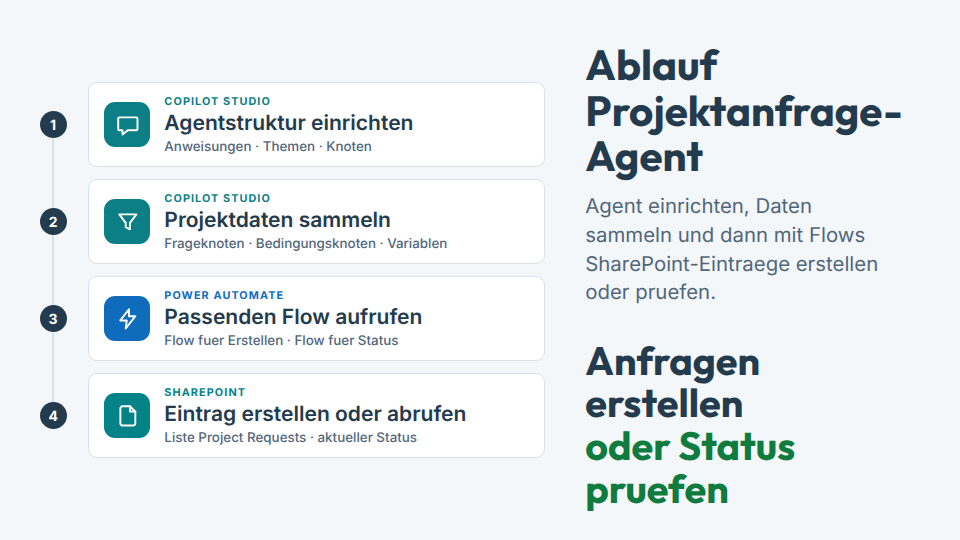 1
COPILOT STUDIO
Agentstruktur einrichten
Anweisungen · Themen · Knoten
2
COPILOT STUDIO
Projektdaten sammeln
Frageknoten · Bedingungsknoten · Variablen
3
POWER AUTOMATE
Passenden Flow aufrufen
Flow fuer Erstellen · Flow fuer Status
4
SHAREPOINT
Eintrag erstellen oder abrufen
Liste Project Requests · aktueller Status
Ablauf
Projektanfrage-
Agent
Agent einrichten, Daten
sammeln und dann mit Flows
SharePoint-Eintraege erstellen
oder pruefen.
Anfragen
erstellen
oder Status
pruefen